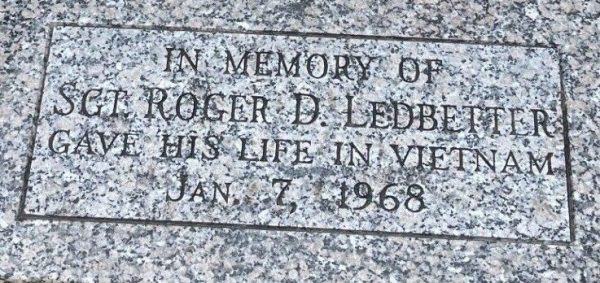 IN MEMORY OF
SGT. ROGER D. LEDBETTER
GAVE HIS LIFE IN VIETNAM
JAN. 7, 1968